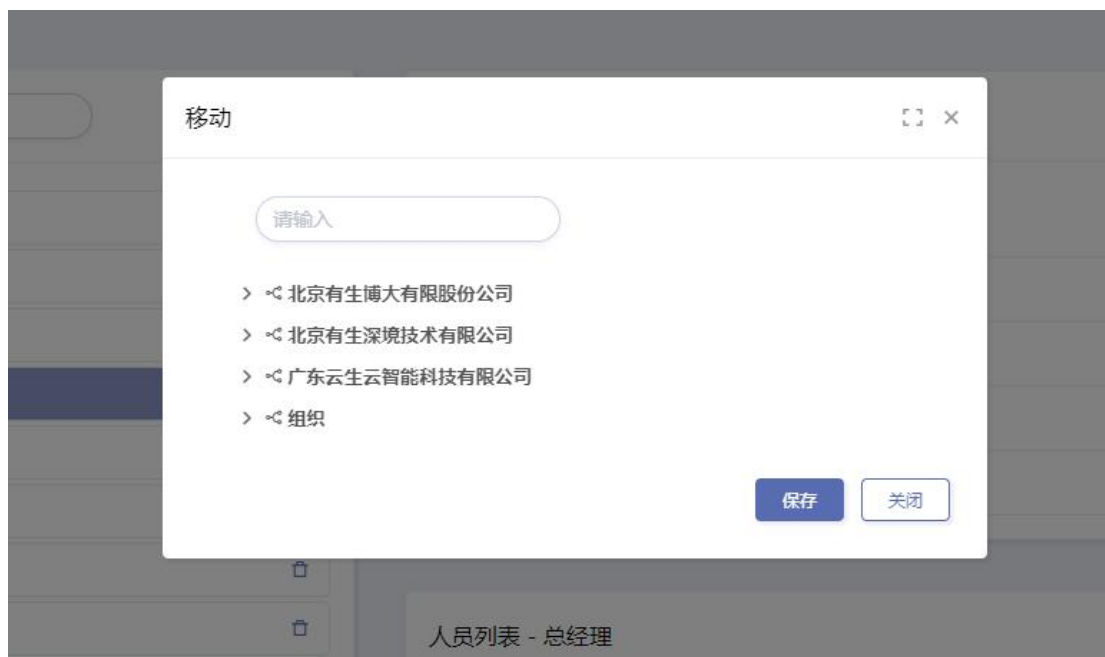 移动
请输入
北京有生博大有限股份公司
北京有生深境技术有限公司
广东云生云智能科技有限公司
组织
保存
关闭
人员列表 - 总经理